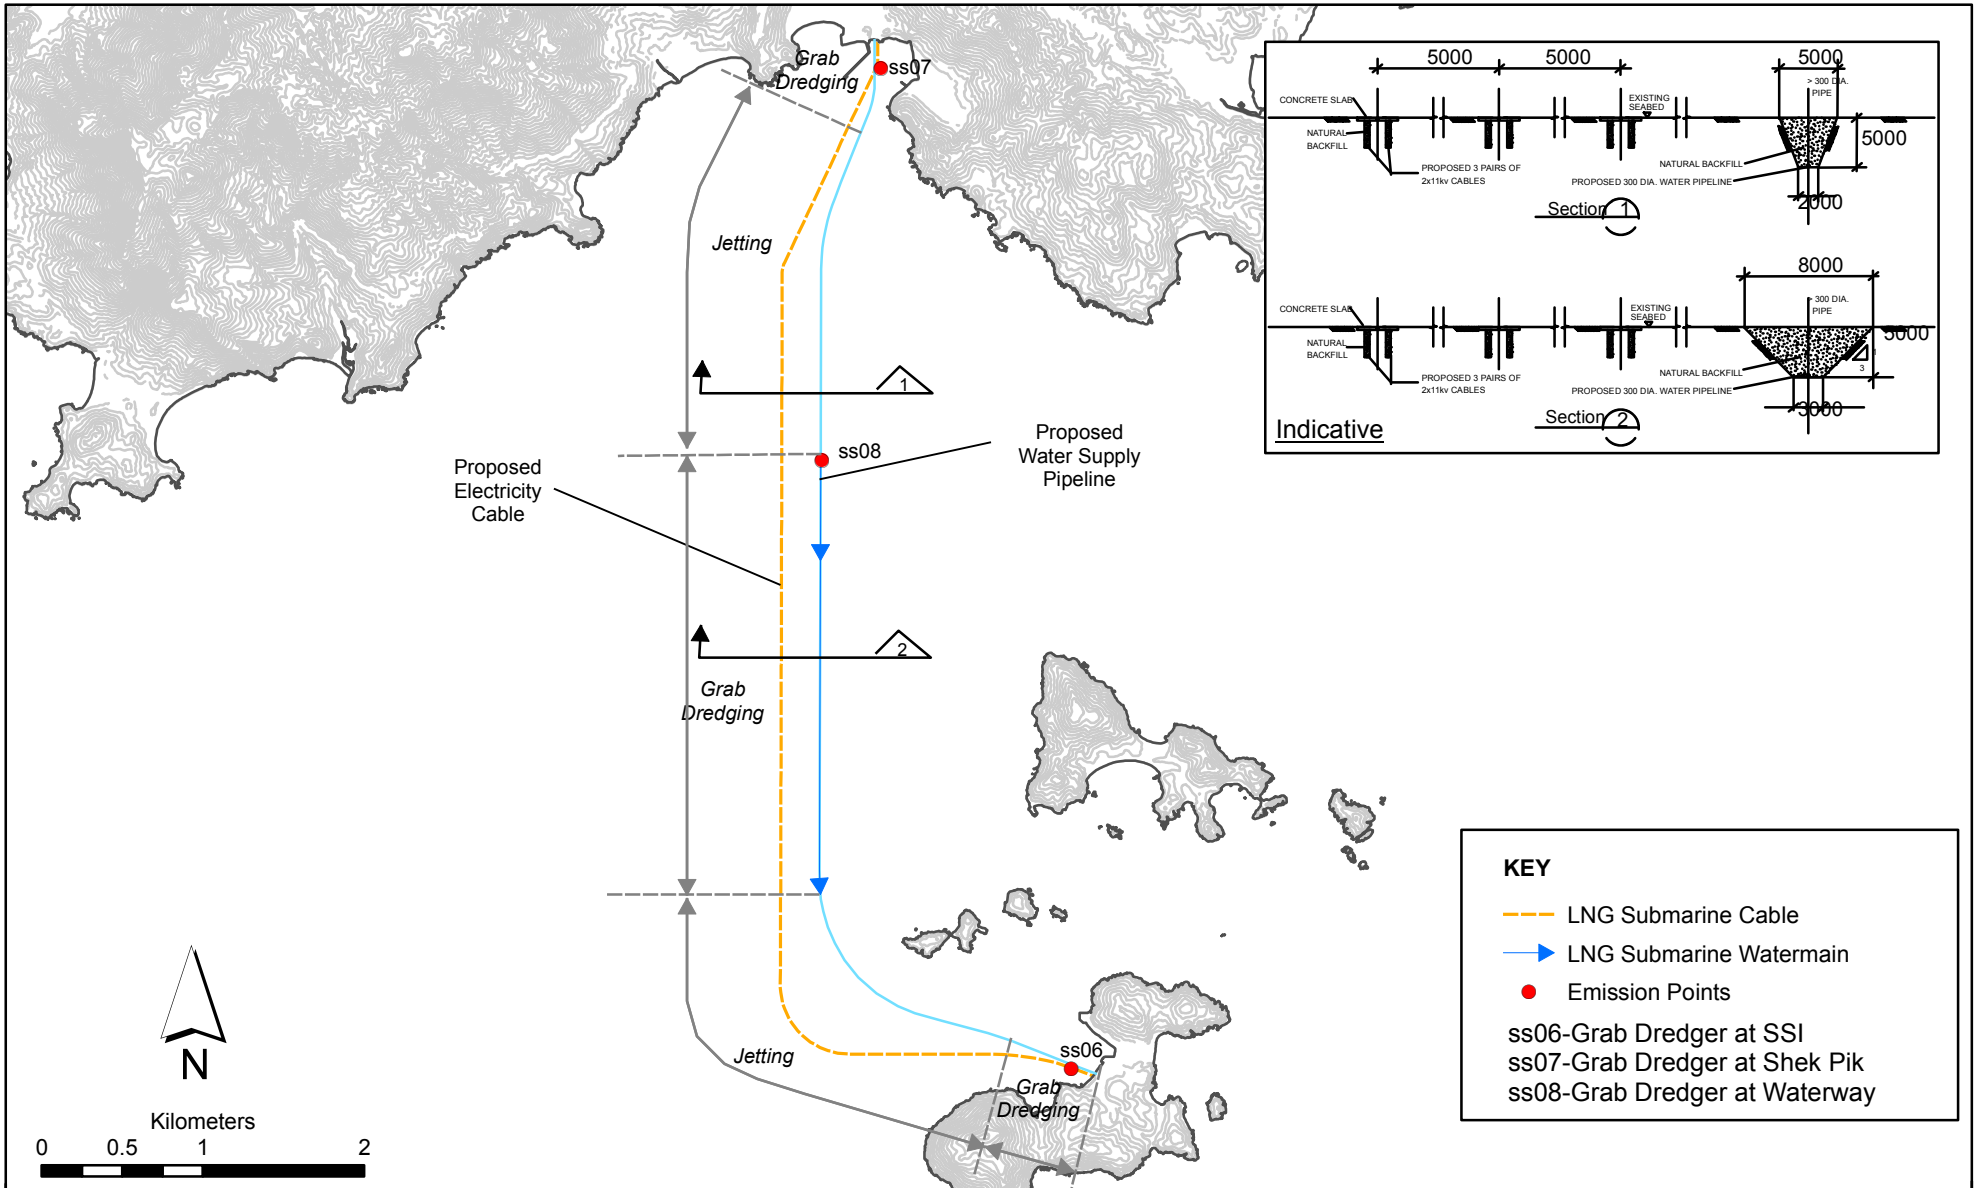 Grab
Dredging
ss07
Jetting
1
ss08
Proposed
Water Supply
Pipeline
Proposed
Electricity
Cable
2
Grab
Dredging
Jetting
ss06
Grab
Dredging
N
Kilometers
0 0.5 1 2
5000 5000 5000
> 300 DIA.
PIPE
CONCRETE SLAB
EXISTING
SEABED
NATURAL
BACKFILL
5000
NATURAL BACKFILL
PROPOSED 3 PAIRS OF
2x11kv CABLES
PROPOSED 300 DIA. WATER PIPELINE
2000
Section 1
8000
300 DIA.
PIPE
CONCRETE SLAB
EXISTING
SEABED
NATURAL
BACKFILL
5000
3
NATURAL BACKFILL
PROPOSED 3 PAIRS OF
2x11kv CABLES
PROPOSED 300 DIA. WATER PIPELINE
3000
Section 2
Indicative
KEY
LNG Submarine Cable
LNG Submarine Watermain
Emission Points
ss06-Grab Dredger at SSI
ss07-Grab Dredger at Shek Pik
ss08-Grab Dredger at Waterway